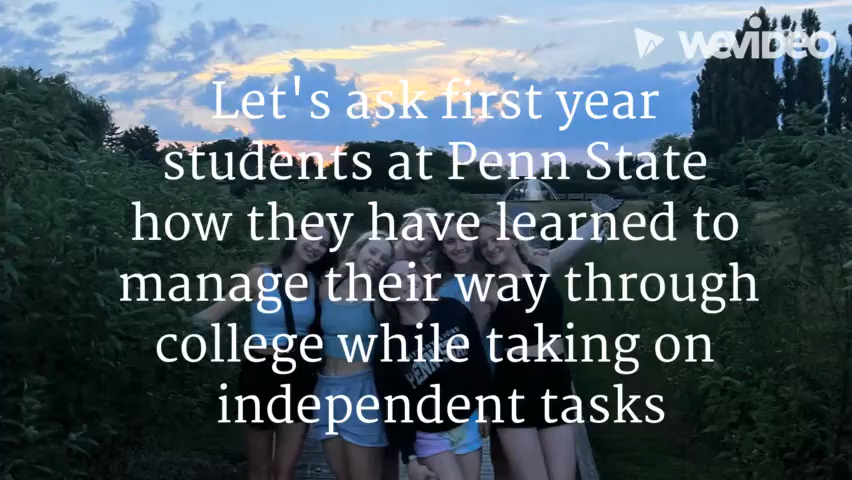 WeVideo
Let's ask first year
students at Penn State
how they have learned to
manage their way through
college while taking on
independent tasks